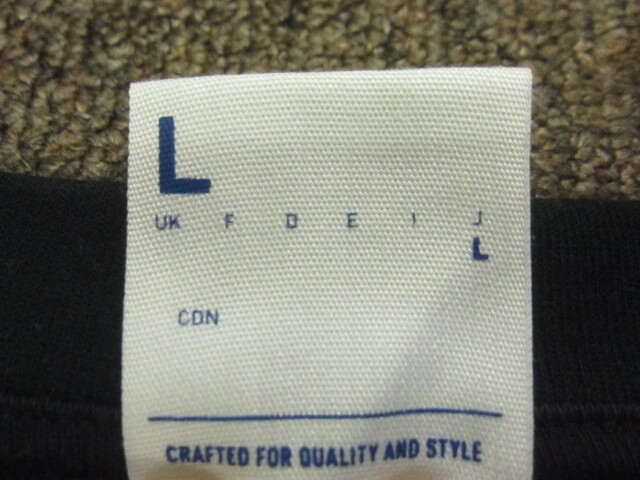 L
UK F D E I J
L
CDN
CRAFTED FOR QUALITY AND STYLE